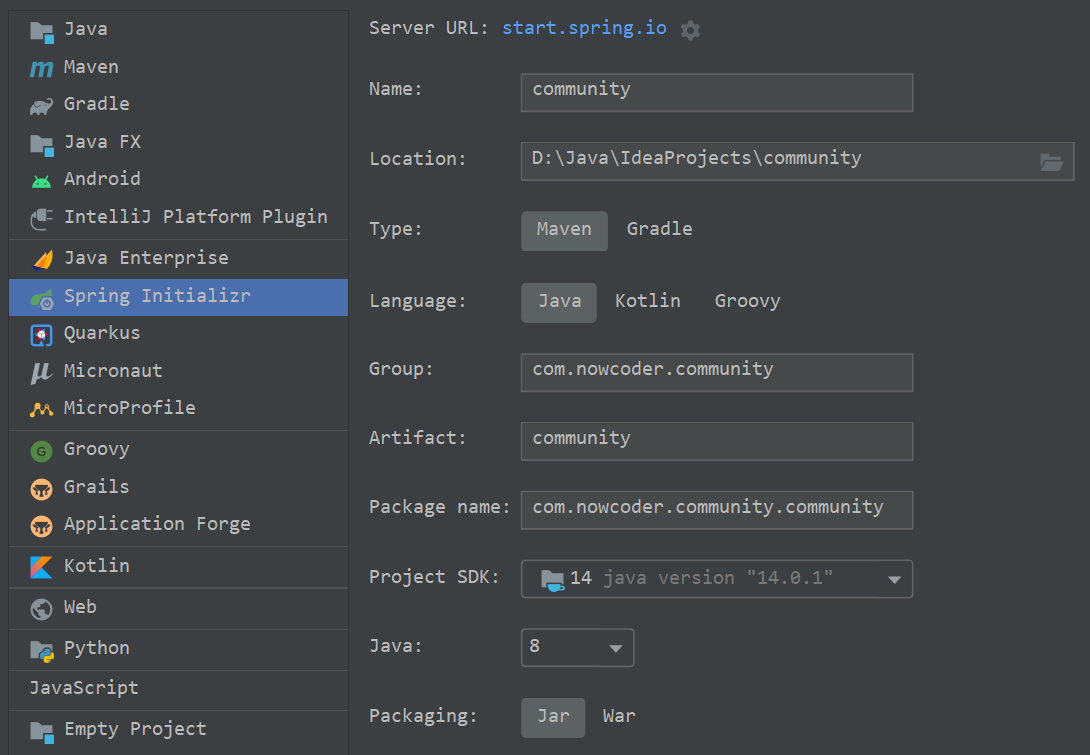 Java
Maven
Gradle
Java FX
Android
IntelliJ Platform Plugin
Java Enterprise
Spring Initializr
Quarkus
Micronaut
MicroProfile
Groovy
Grails
Application Forge
Kotlin
Web
Python
JavaScript
Empty Project
Server URL: start.spring.io
Name: community
Location: D:\Java\IdeaProjects\community
Type: Maven Gradle
Language: Java Kotlin Groovy
Group: com.nowcoder.community
Artifact: community
Package name: com.nowcoder.community.community
Project SDK: 14 java version "14.0.1"
Java: 8
Packaging: Jar War